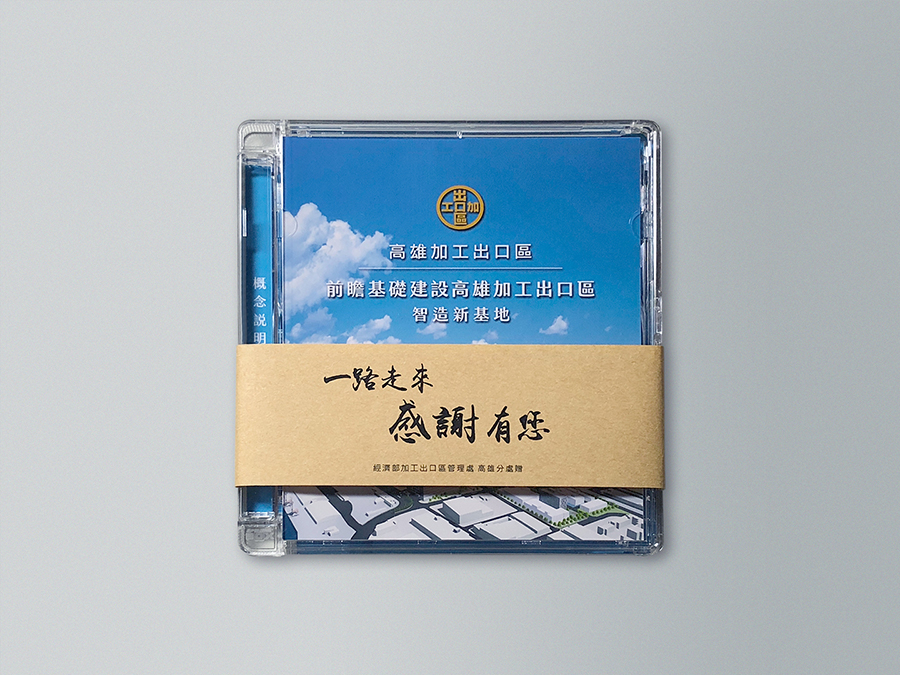 出
工口加
區
高雄加工出口區
前瞻基礎建設高雄加工出口區
智造新基地
概念說明
一路走來
感謝有您
經濟部加工出口區管理處 高雄分處贈